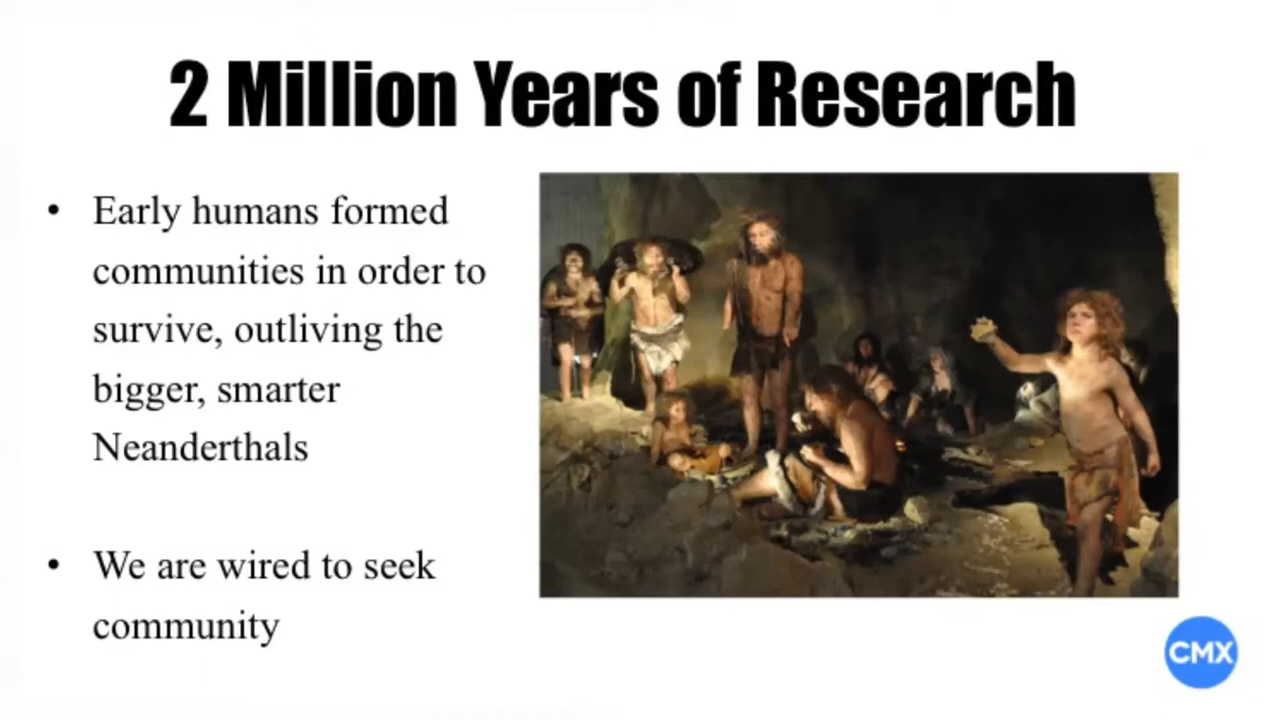 2 Million Years of Research
• Early humans formed
communities in order to
survive, outliving the
bigger, smarter
Neanderthals
• We are wired to seek
community
CMX